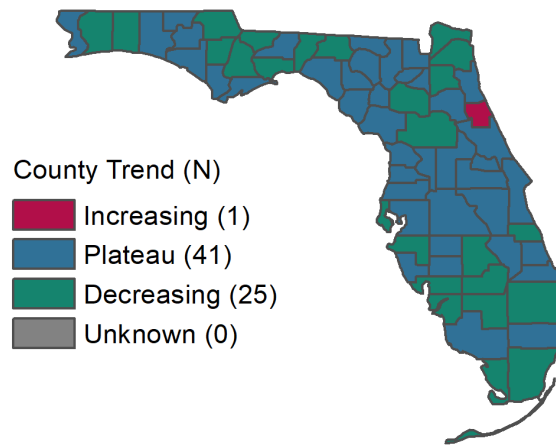 County Trend (N)
Increasing (1)
Plateau (41)
Decreasing (25)
Unknown (0)